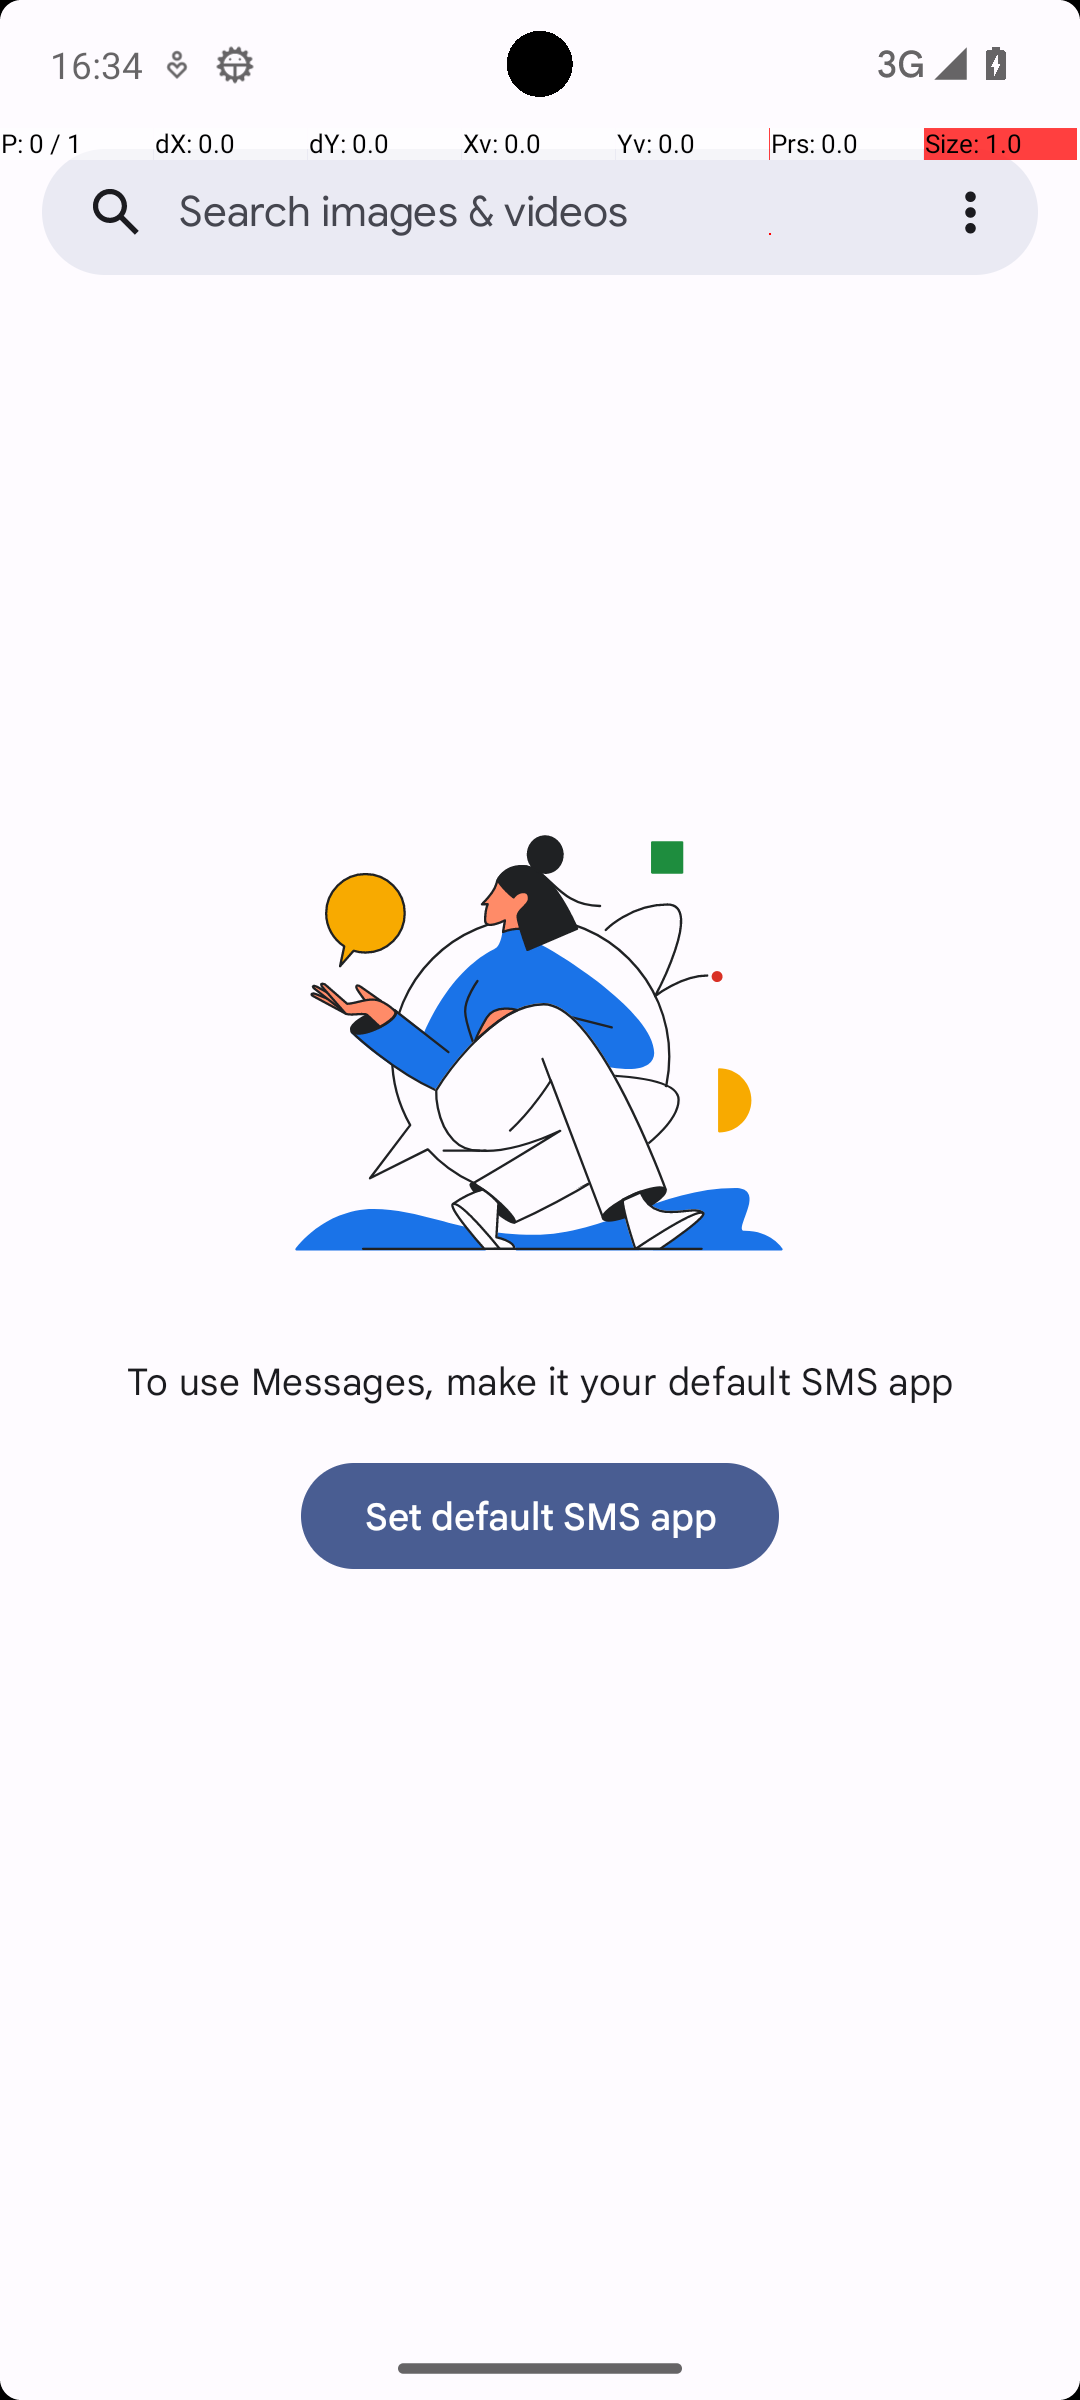 16:34
3G
P: 0 / 1 dX: 0.0 dY: 0.0 Xv: 0.0 Yv: 0.0 Prs: 0.0 Size: 1.0
Search images & videos
To use Messages, make it your default SMS app
Set default SMS app